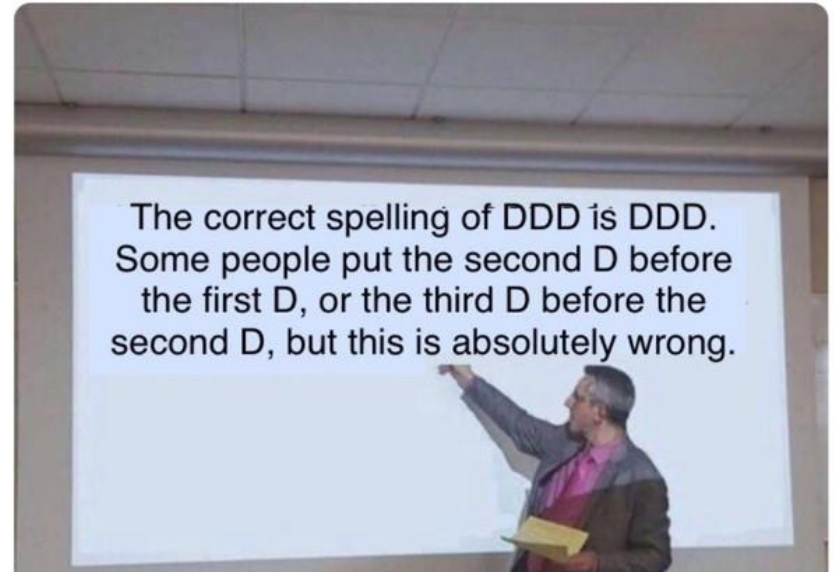 The correct spelling of DDD is DDD.
Some people put the second D before
the first D, or the third D before the
second D, but this is absolutely wrong.